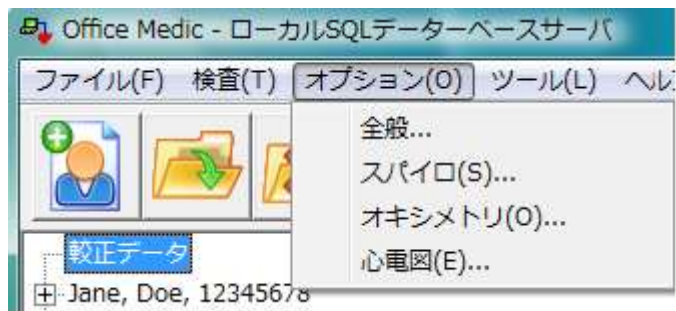 Office Medic - ローカルSQLデーターベースサーバ
ファイル(F) 検査(T) オプション(O) ツール(L)
全般...
スパイロ(S)...
オキシメトリ(O)...
心電図(E)...
較正データ
Jane, Doe, 12345678